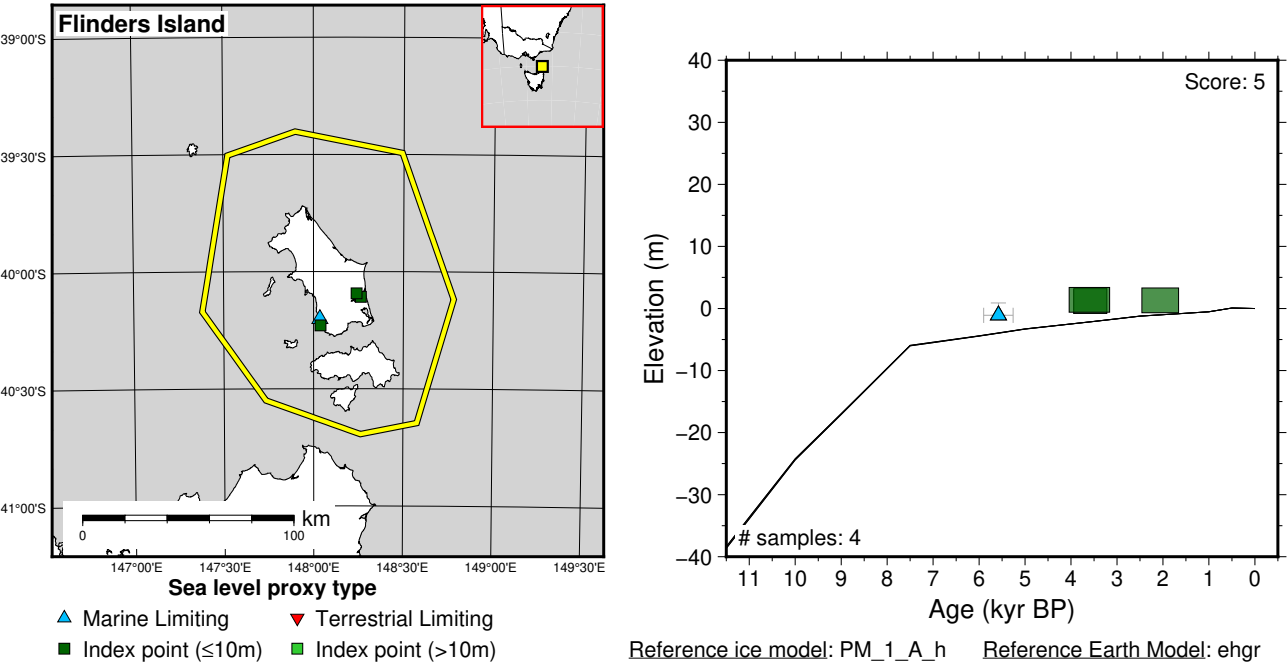 Flinders Island
39°00'S
39°30'S
40°00'S
40°30'S
41°00'S
km
0
100
147°00'E
147°30'E
148°00'E
148°30'E
149°00'E
149°30'E
Sea level proxy type
Marine Limiting
Terrestrial Limiting
Index point (≤10m)
Index point (>10m)
Score: 5
40
30
20
10
0
−10
−20
−30
−40
Elevation (m)
# samples: 4
11 10 9 8 7 6 5 4 3 2 1 0
Age (kyr BP)
Reference ice model: PM_1_A_h Reference Earth Model: ehgr